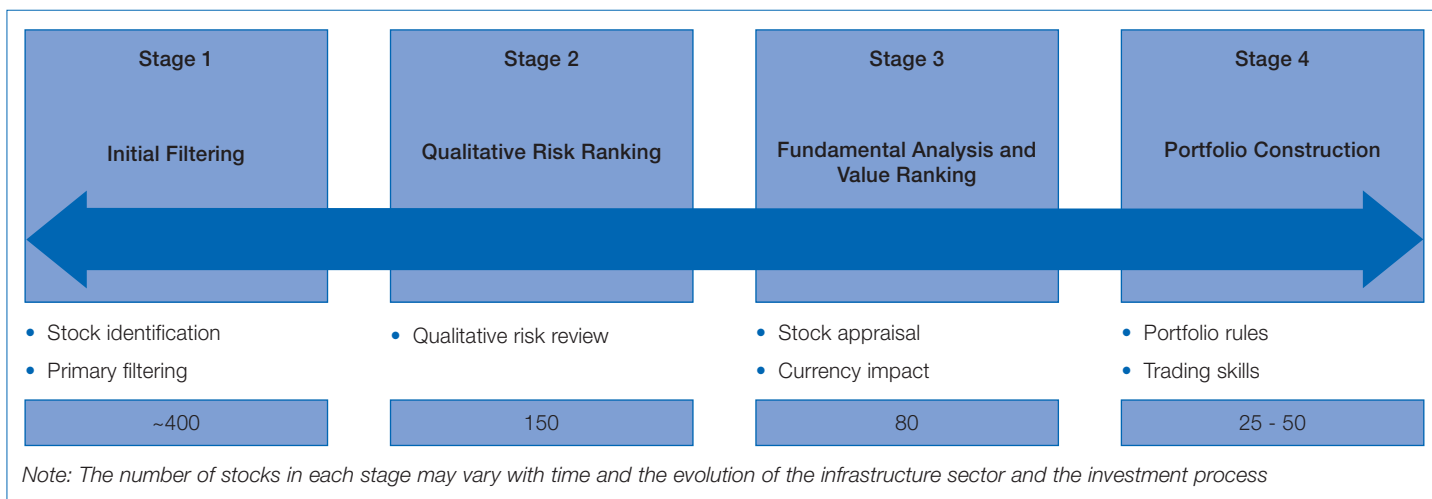 Stage 1
Initial Filtering
• Stock identification
• Primary filtering
~400
Stage 2
Qualitative Risk Ranking
• Qualitative risk review
150
Stage 3
Fundamental Analysis and
Value Ranking
• Stock appraisal
• Currency impact
80
Stage 4
Portfolio Construction
• Portfolio rules
• Trading skills
25 - 50
Note: The number of stocks in each stage may vary with time and the evolution of the infrastructure sector and the investment process